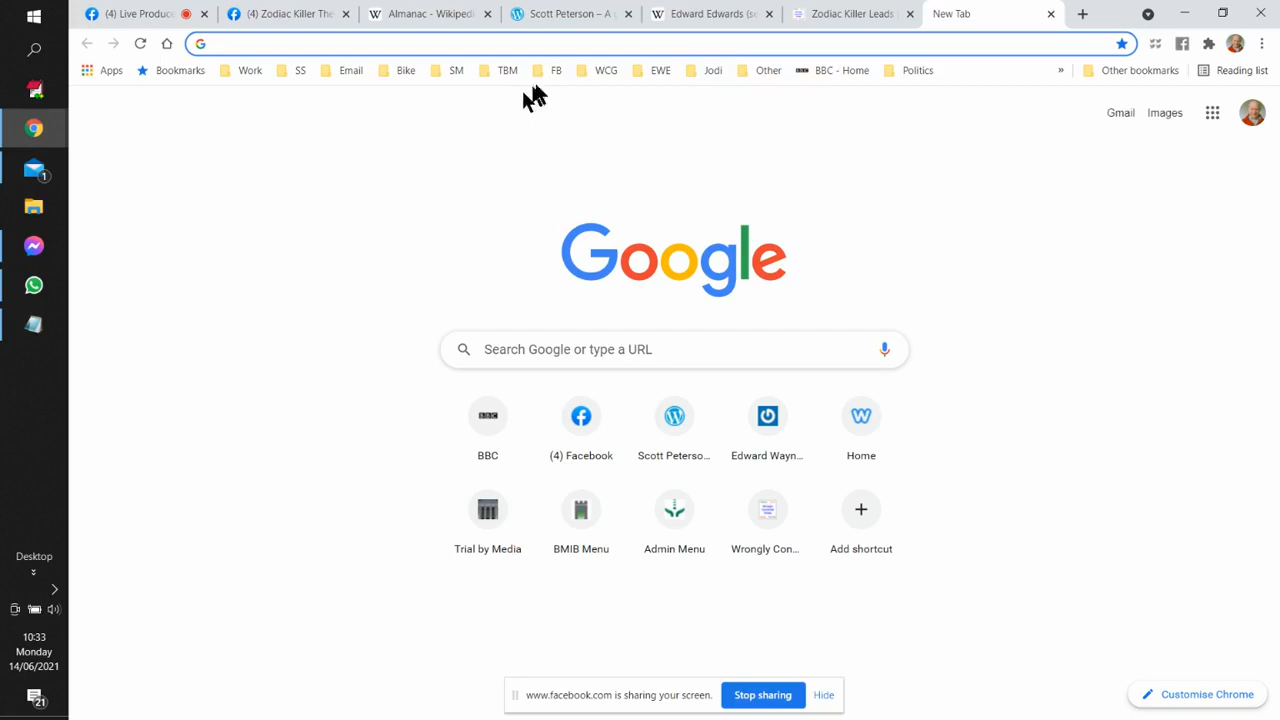 (4) Live Produce
(4) Zodiac Killer The
Almanac - Wikiped
Scott Peterson – A u
Edward Edwards (se
Zodiac Killer Leads
New Tab
Apps
Bookmarks
Work
SS
Email
Bike
SM
TBM
FB
WCG
EWE
Jodi
Other
BBC - Home
Politics
»
Other bookmarks
Reading list
Gmail
Images
Google
Search Google or type a URL
BBC
BBC
(4) Facebook
Scott Peterso...
Edward Wayn...
Home
Trial by Media
BMIB Menu
Admin Menu
Wrongly Con...
Add shortcut
www.facebook.com is sharing your screen.
Stop sharing
Hide
Customise Chrome
1
Desktop
10:33
Monday
14/06/2021
21